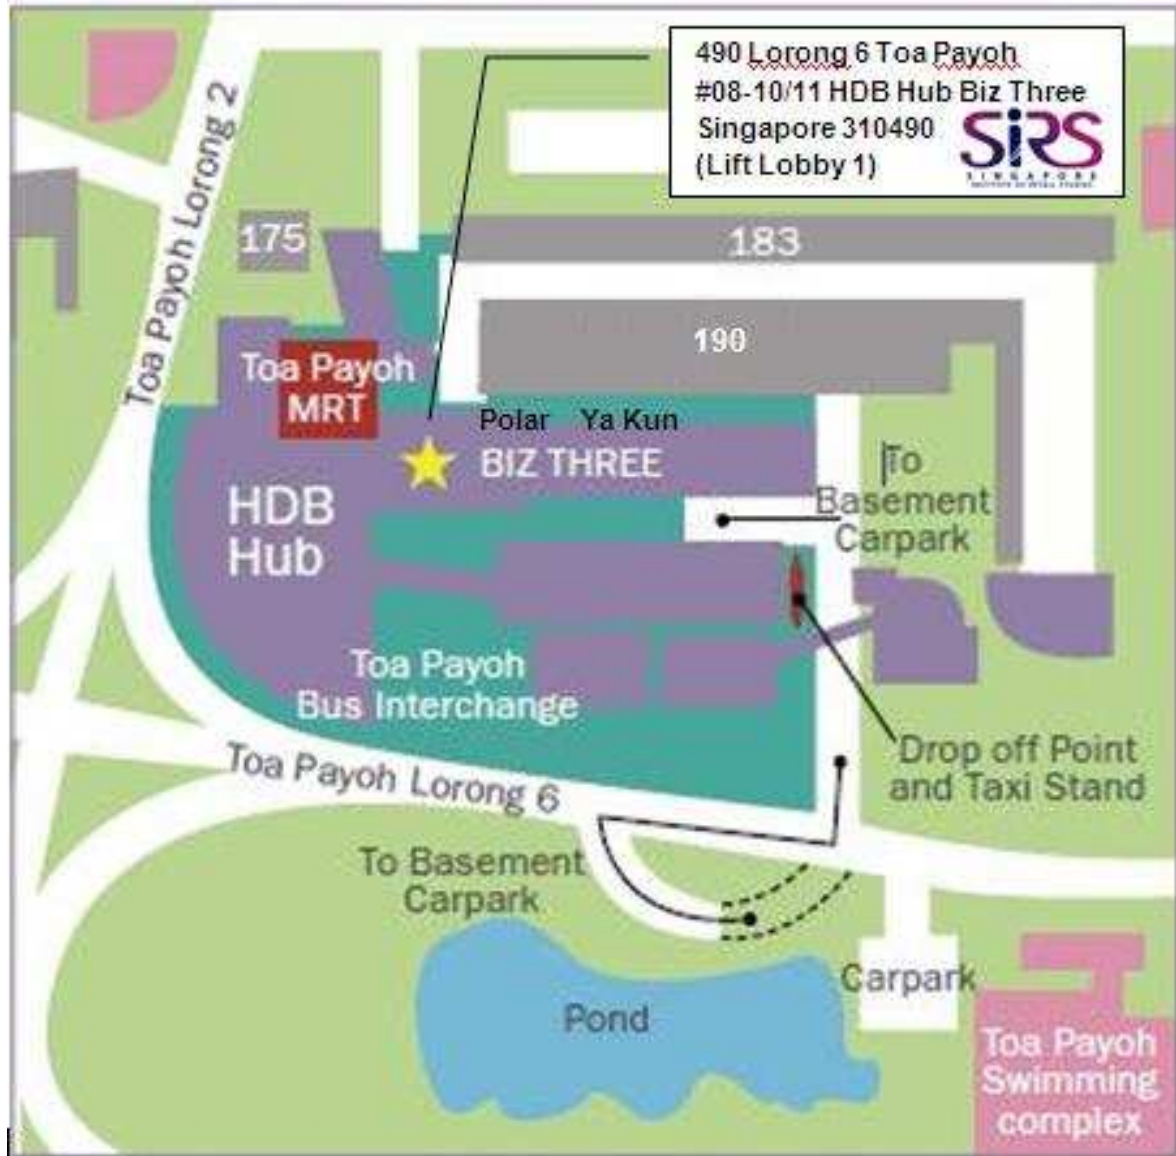 490 Lorong 6 Toa Payoh
#08-10/11 HDB Hub Biz Three
Singapore 310490
(Lift Lobby 1)
SiRS
SINGAPORE
Toa Payoh Lorong 2
175
183
190
Toa Payoh
MRT
Polar Ya Kun
BIZ THREE
HDB
Hub
To
Basement
Carpark
Toa Payoh
Bus Interchange
Drop off Point
and Taxi Stand
Toa Payoh Lorong 6
To Basement
Carpark
Carpark
Pond
Toa Payoh
Swimming
complex